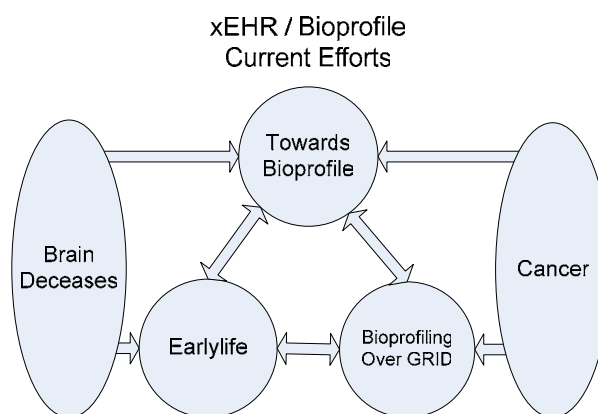 xEHR / Bioprofile
Current Efforts
Towards
Bioprofile
Brain
Deceases
Cancer
Earlylife
Bioprofiling
Over GRID